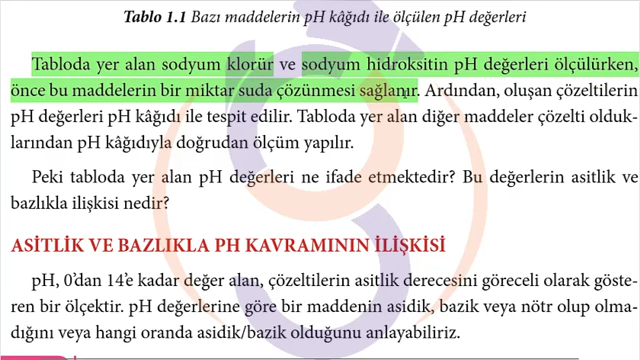 Tablo 1.1 Bazı maddelerin pH kâğıdı ile ölçülen pH değerleri
Tabloda yer alan sodyum klorür ve sodyum hidroksitin pH değerleri ölçülürken,
önce bu maddelerin bir miktar suda çözünmesi sağlanır. Ardından, oluşan çözeltilerin
pH değerleri pH kâğıdı ile tespit edilir. Tabloda yer alan diğer maddeler çözelti olduk-
larından pH kâğıdıyla doğrudan ölçüm yapılır.
Peki tabloda yer alan pH değerleri ne ifade etmektedir? Bu değerlerin asitlik ve
bazlıkla ilişkisi nedir?
ASİTLİK VE BAZLIKLA PH KAVRAMININ İLİŞKİSİ
pH, 0’dan 14’e kadar değer alan, çözeltilerin asitlik derecesini göreceli olarak göste-
ren bir ölçektir. pH değerlerine göre bir maddenin asidik, bazik veya nötr olup olma-
dığını veya hangi oranda asidik/bazik olduğunu anlayabiliriz.